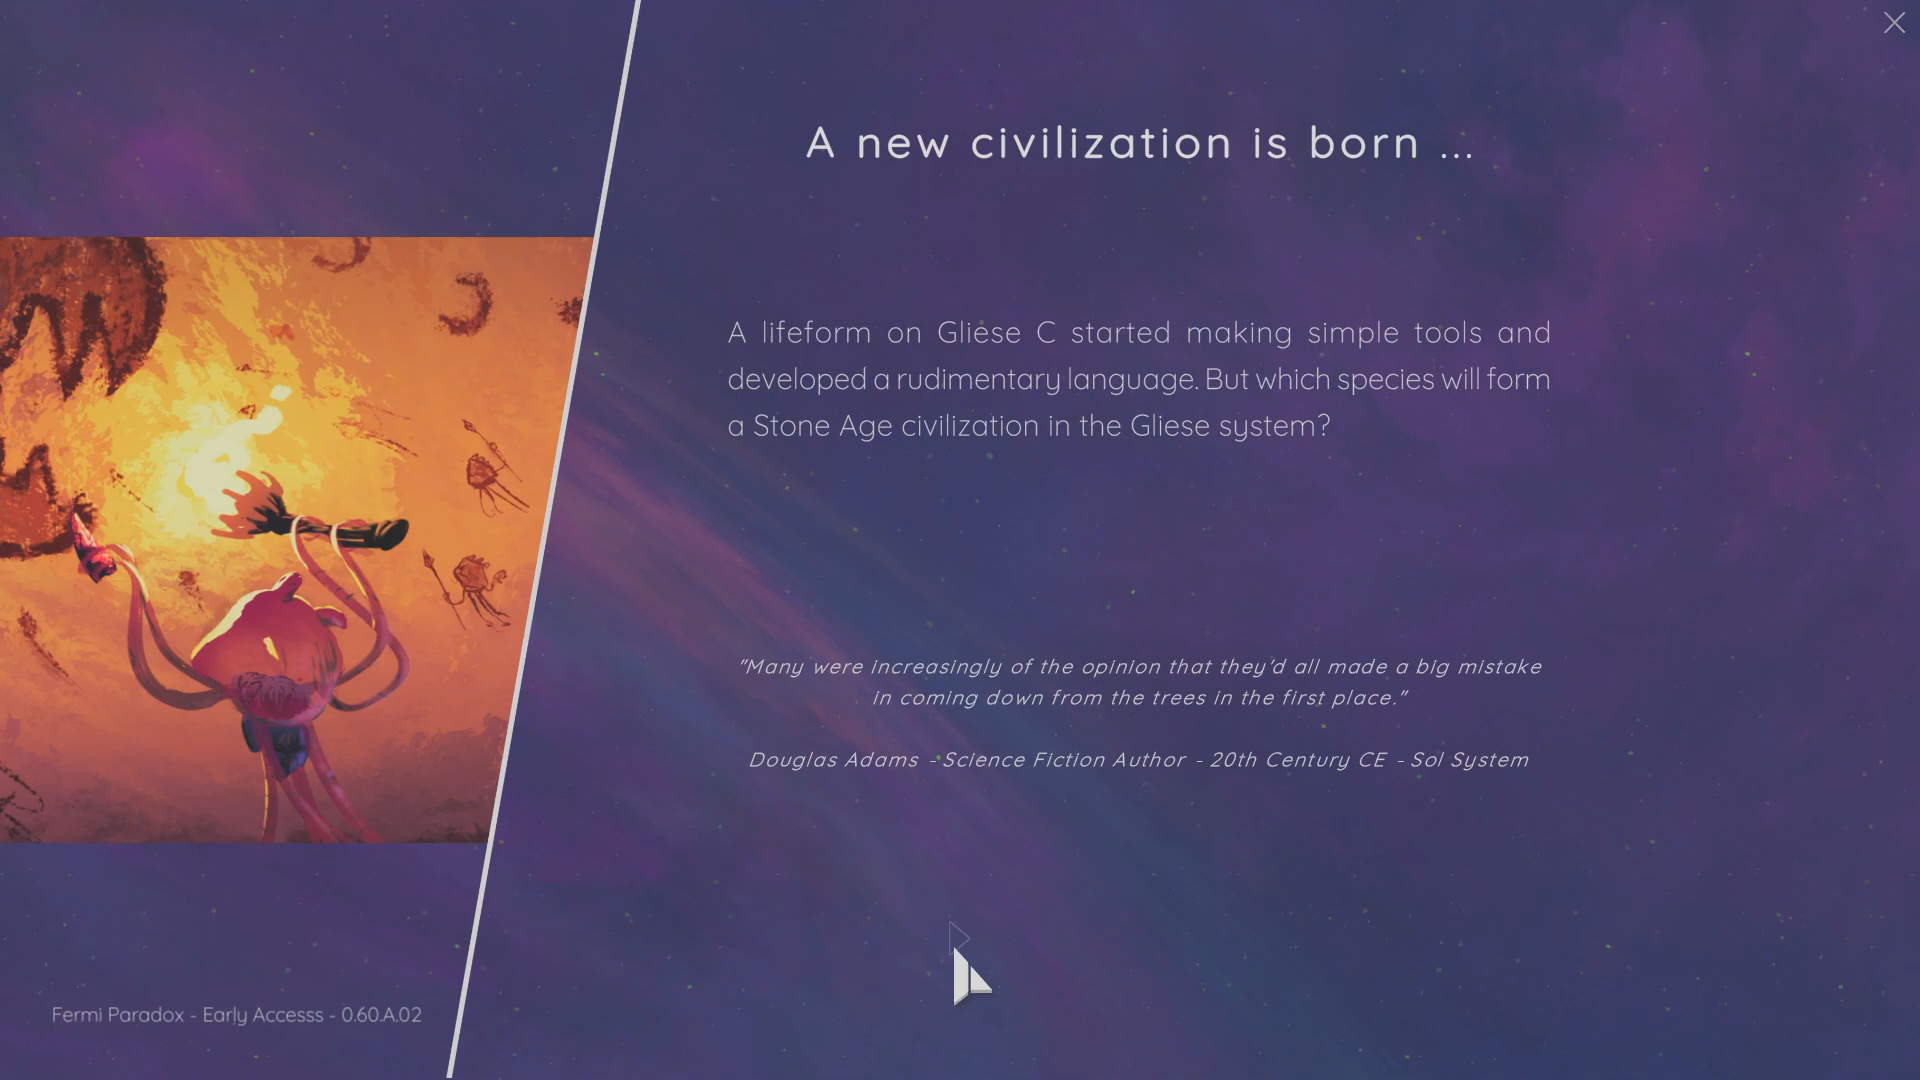 A new civilization is born ...
A lifeform on Gliese C started making simple tools and
developed a rudimentary language. But which species will form
a Stone Age civilization in the Gliese system?
"Many were increasingly of the opinion that they'd all made a big mistake
in coming down from the trees in the first place."
Douglas Adams - Science Fiction Author - 20th Century CE - Sol System
Fermi Paradox - Early Accesss - 0.60.A.02